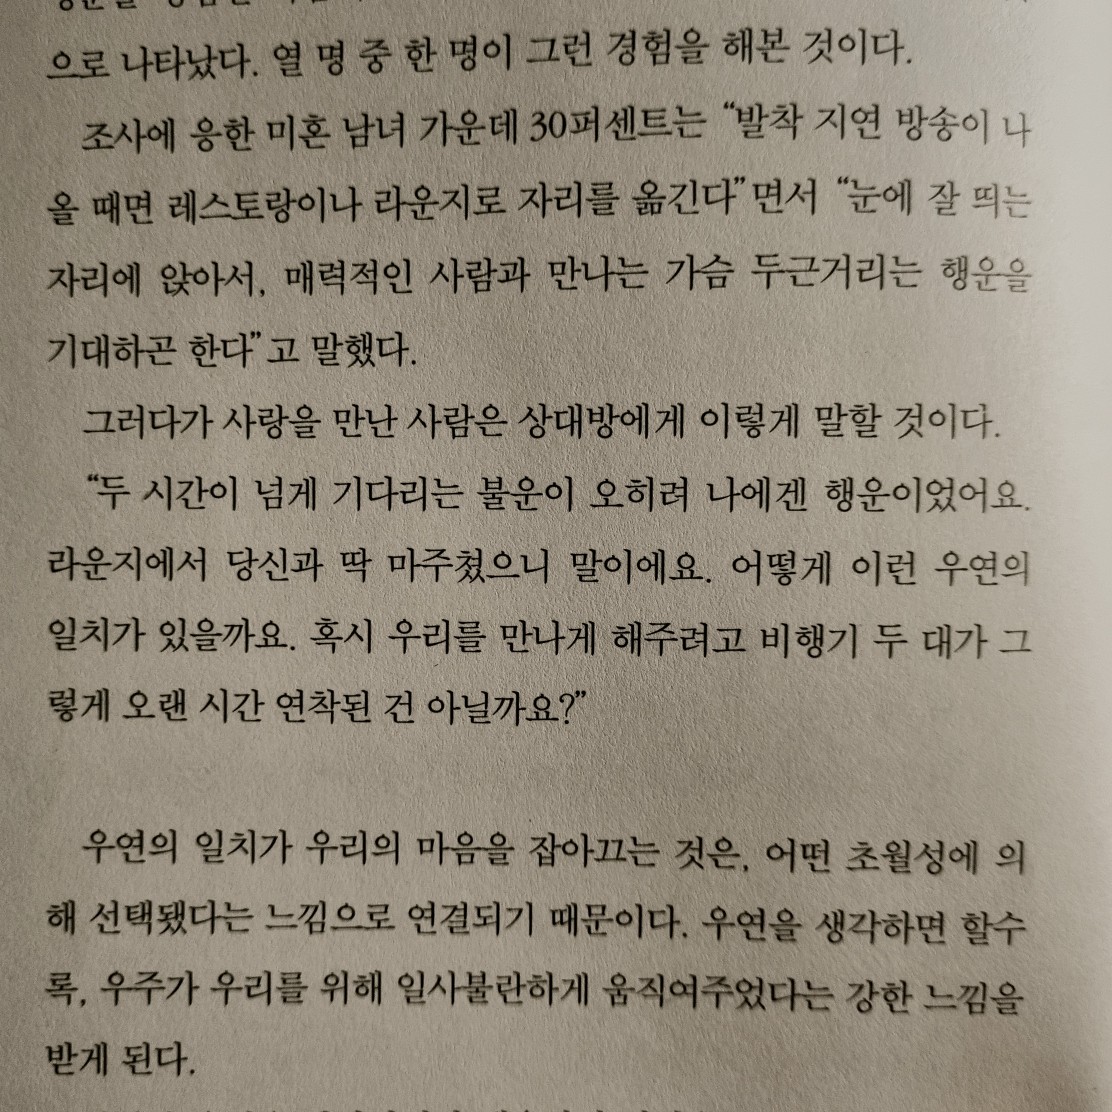 으로 나타났다. 열 명 중 한 명이 그런 경험을 해본 것이다.
조사에 응한 미혼 남녀 가운데 30퍼센트는 “발착 지연 방송이 나
올 때면 레스토랑이나 라운지로 자리를 옮긴다”면서 “눈에 잘 띄는
자리에 앉아서, 매력적인 사람과 만나는 가슴 두근거리는 행운을
기대하곤 한다”고 말했다.
그러다가 사랑을 만난 사람은 상대방에게 이렇게 말할 것이다.
“두 시간이 넘게 기다리는 불운이 오히려 나에겐 행운이었어요.
라운지에서 당신과 딱 마주쳤으니 말이에요. 어떻게 이런 우연의
일치가 있을까요. 혹시 우리를 만나게 해주려고 비행기 두 대가 그
렇게 오랜 시간 연착된 건 아닐까요?”
우연의 일치가 우리의 마음을 잡아끄는 것은, 어떤 초월성에 의
해 선택됐다는 느낌으로 연결되기 때문이다. 우연을 생각하면 할수
록, 우주가 우리를 위해 일사불란하게 움직여주었다는 강한 느낌을
받게 된다.